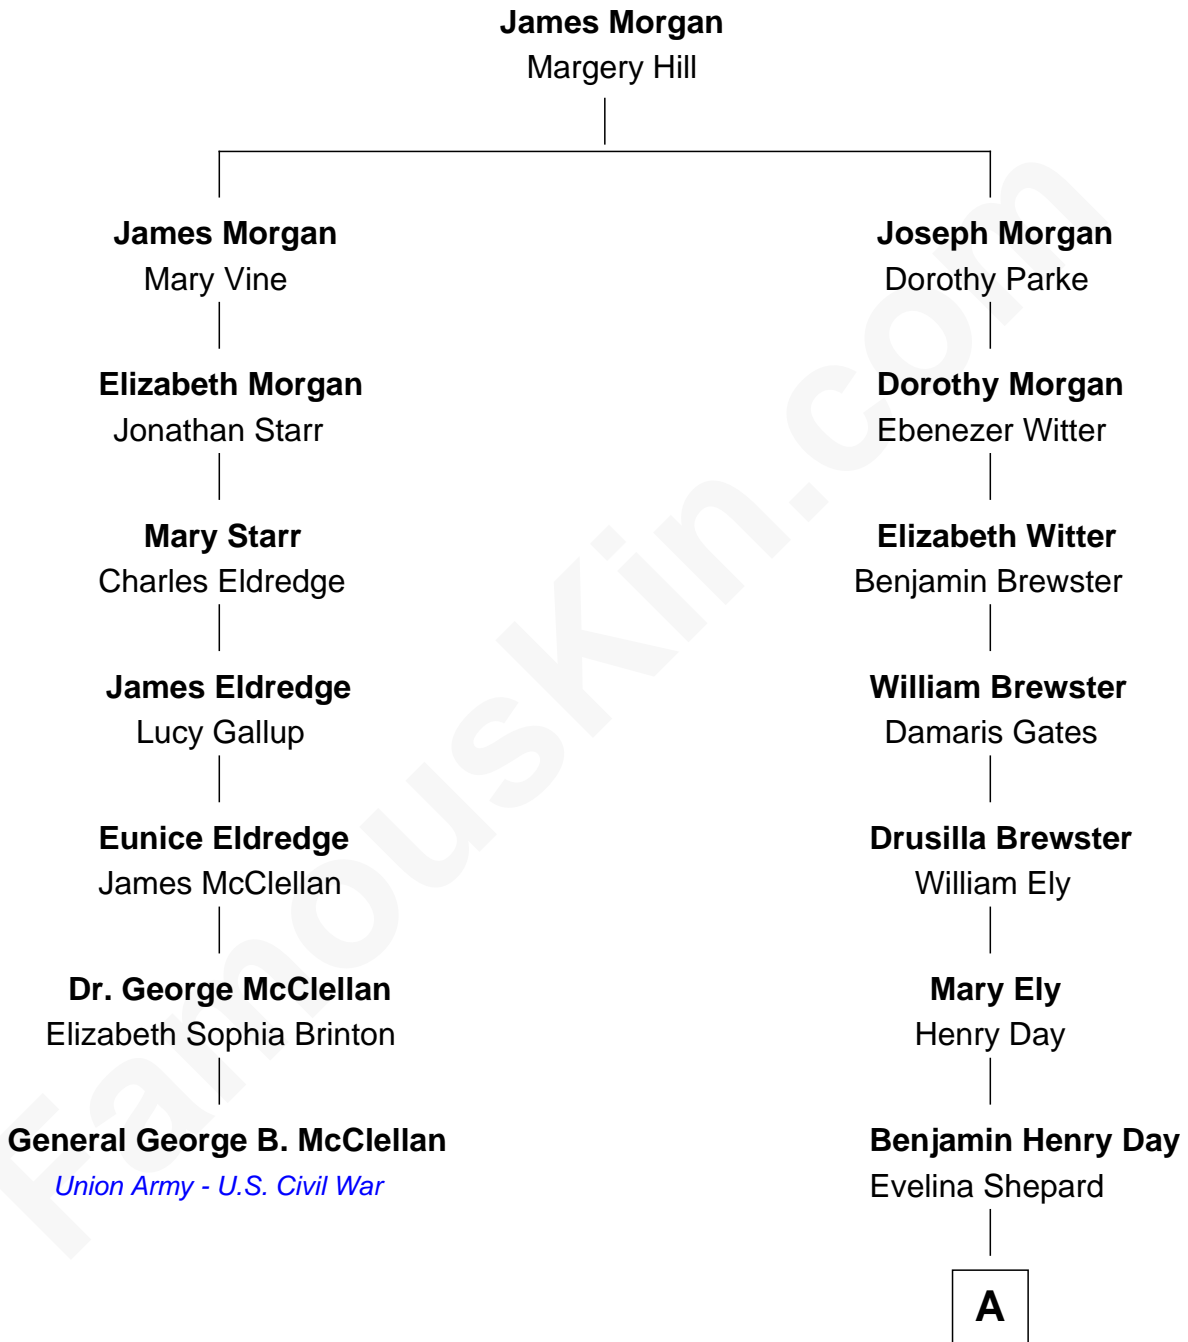 James Morgan
Margery Hill
James Morgan
Mary Vine
Joseph Morgan
Dorothy Parke
Elizabeth Morgan
Jonathan Starr
Dorothy Morgan
Ebenezer Witter
Mary Starr
Charles Eldredge
Elizabeth Witter
Benjamin Brewster
James Eldredge
Lucy Gallup
William Brewster
Damaris Gates
Eunice Eldredge
James McClellan
Drusilla Brewster
William Ely
Dr. George McClellan
Elizabeth Sophia Brinton
Mary Ely
Henry Day
General George B. McClellan
Union Army - U.S. Civil War
Benjamin Henry Day
Evelina Shepard
A
FamousKin.com